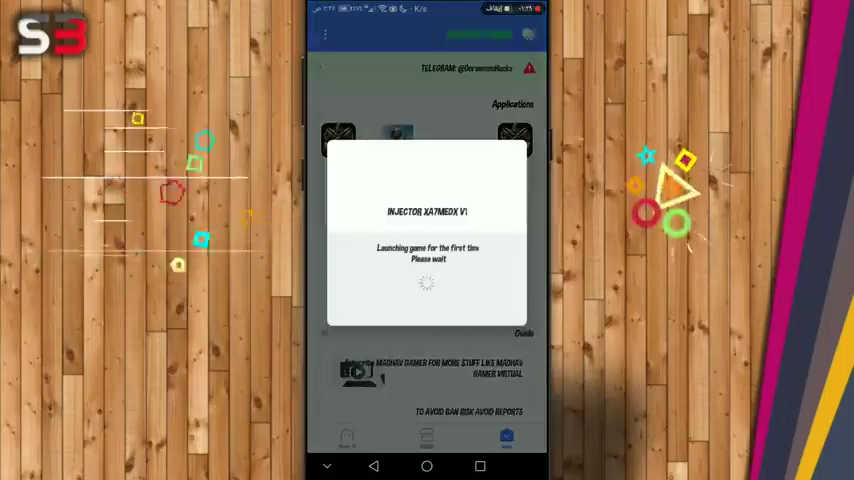 S3
K/s
TELEGRAM: @DoraemonHacks
Applications
INJECTOR XA7MEDX V1
Launching game for the first time
Please wait
Guide
MADHAV GAMER FOR MORE STUFF LIKE MADHAV
GAMER VIRTUAL
TO AVOID BAN RISK AVOID REPORTS